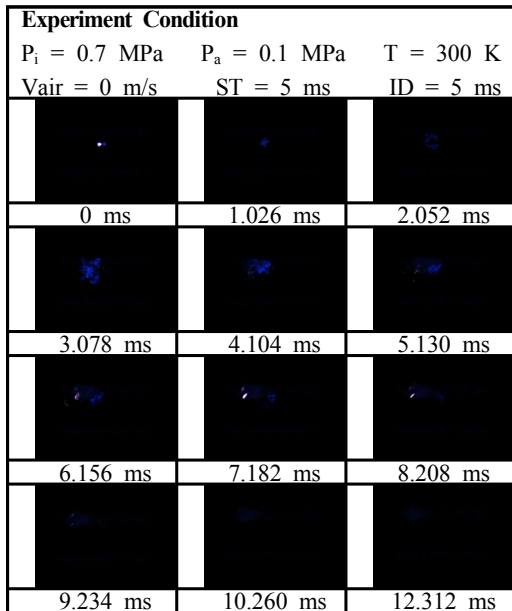 Experiment Condition
Pi = 0.7 MPa Pa = 0.1 MPa T = 300 K
Vair = 0 m/s ST = 5 ms ID = 5 ms
0 ms 1.026 ms 2.052 ms
3.078 ms 4.104 ms 5.130 ms
6.156 ms 7.182 ms 8.208 ms
9.234 ms 10.260 ms 12.312 ms